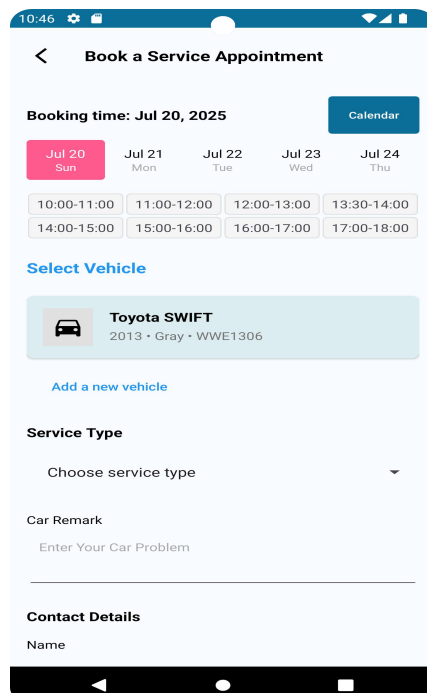 10:46
Book a Service Appointment
Booking time: Jul 20, 2025
Calendar
Jul 20 Jul 21 Jul 22 Jul 23 Jul 24
Sun Mon Tue Wed Thu
10:00-11:00 11:00-12:00 12:00-13:00 13:30-14:00
14:00-15:00 15:00-16:00 16:00-17:00 17:00-18:00
Select Vehicle
Toyota SWIFT
2013 • Gray • WWE1306
Add a new vehicle
Service Type
Choose service type
Car Remark
Enter Your Car Problem
Contact Details
Name